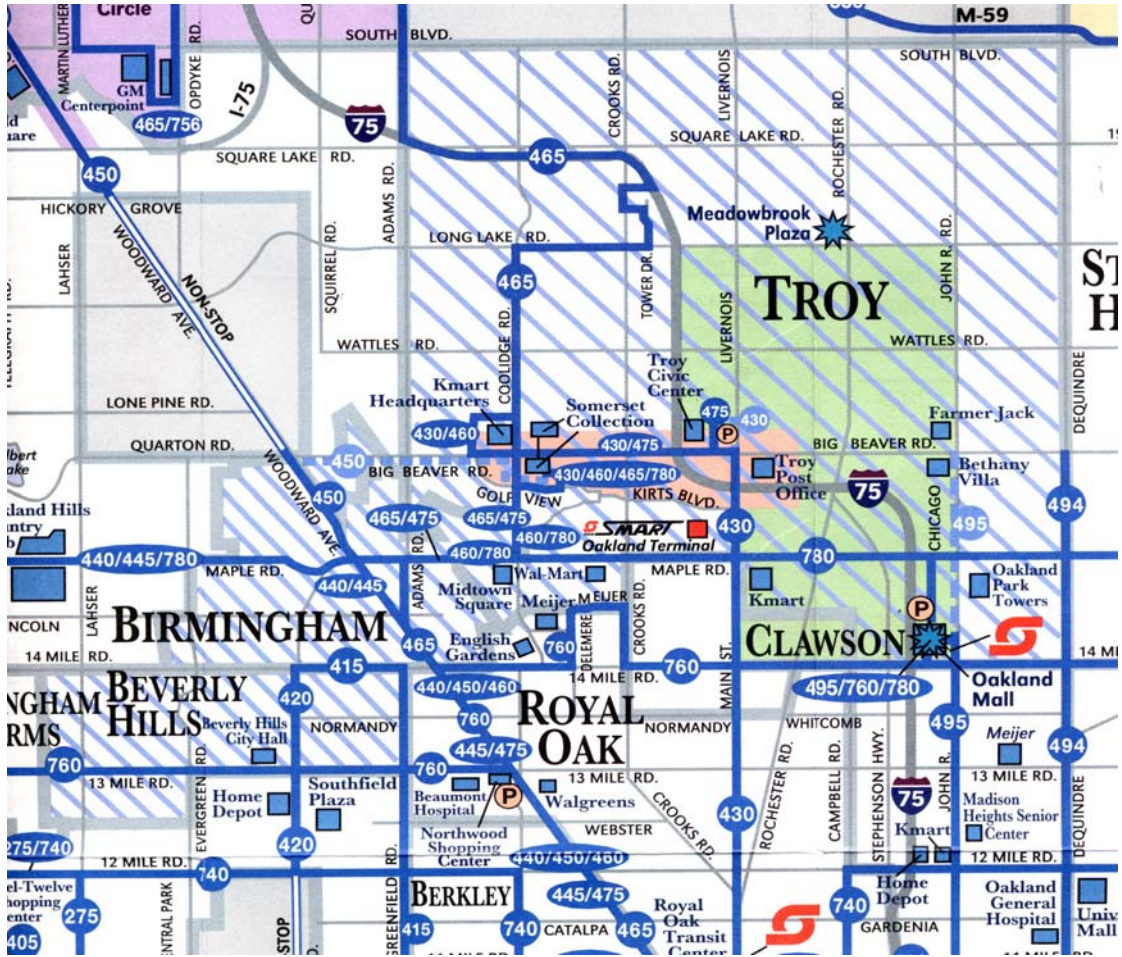 Circle
MARTIN LUTHER
GM
Centerpoint
OPDYKE RD.
465/756
I-75
SOUTH BLVD.
M-59
SOUTH BLVD.
75
CROOKS RD.
LIVERNOIS
SQUARE LAKE RD.
ROCHESTER RD.
450
SQUARE LAKE RD.
465
ADAMS RD.
HICKORY GROVE
LONG LAKE RD.
Meadowbrook
Plaza
LAHSER
WOODWARD AVE.
NON-STOP
SQUIRREL RD.
465
TOWER DR.
LIVERNOIS
TROY
JOHN R. RD.
WATTLES RD.
COOLIDGE RD.
WATTLES RD.
DEQUINDRE
Troy
Civic
Center
Kmart
Headquarters
Somerset
Collection
LONE PINE RD.
430/460
430/475
475
430
P
Farmer Jack
QUARTON RD.
450
BIG BEAVER RD.
BIG BEAVER RD.
430/460/465/780
Troy
Post
Office
Bethany
Villa
WOODWARD AVE.
450
GOLF VIEW
KIRTS BLVD.
75
494
465/475
465/475
460/780
SMART
Oakland Terminal
430
CHICAGO
495
440/445/780
MAPLE RD.
460/780
MAPLE RD.
780
440/445
ADAMS RD.
Midtown
Square
Wal-Mart
Meijer
MEIJER
Kmart
Oakland
Park
Towers
LAHSER
BIRMINGHAM
465
English
Gardens
760
DELEMERE
CROOKS RD.
P
CLAWSON
14 MILE RD.
415
14 MILE RD.
760
MAIN ST.
495/760/780
Oakland
Mall
BEVERLY
HILLS
420
440/450/460
ROYAL
OAK
Beverly Hills
City Hall
NORMANDY
760
NORMANDY
WHITCOMB
495
Meijer
494
445/475
760
13 MILE RD.
760
13 MILE RD.
13 MILE RD.
EVERGREEN RD.
Home
Depot
Southfield
Plaza
Beaumont
Hospital
P
Walgreens
430
ROCHESTER RD.
CAMPBELL RD.
STEPHENSON HWY.
75
JOHN R.
Madison
Heights Senior
Center
DEQUINDRE
Northwood
Shopping
Center
WEBSTER
CROOKS RD.
Kmart
275/740
12 MILE RD.
420
440/450/460
12 MILE RD.
740
BERKLEY
445/475
Home
Depot
Oakland
General
Hospital
275
405
GREENFIELD RD.
415
740
CATALPA
465
Royal
Oak
Transit
Center
740
GARDENIA